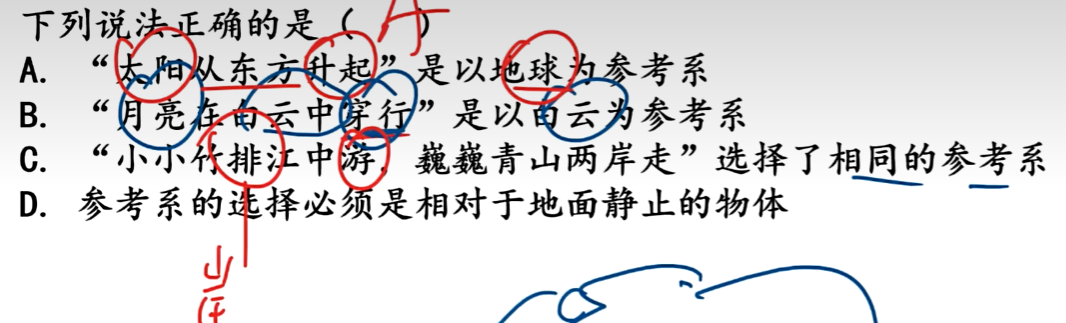 下列说法正确的是（A）
A. “太阳从东方升起”是以地球为参考系
B. “月亮在白云中穿行”是以白云为参考系
C. “小小竹排江中游，巍巍青山两岸走”选择了相同的参考系
D. 参考系的选择必须是相对于地面静止的物体